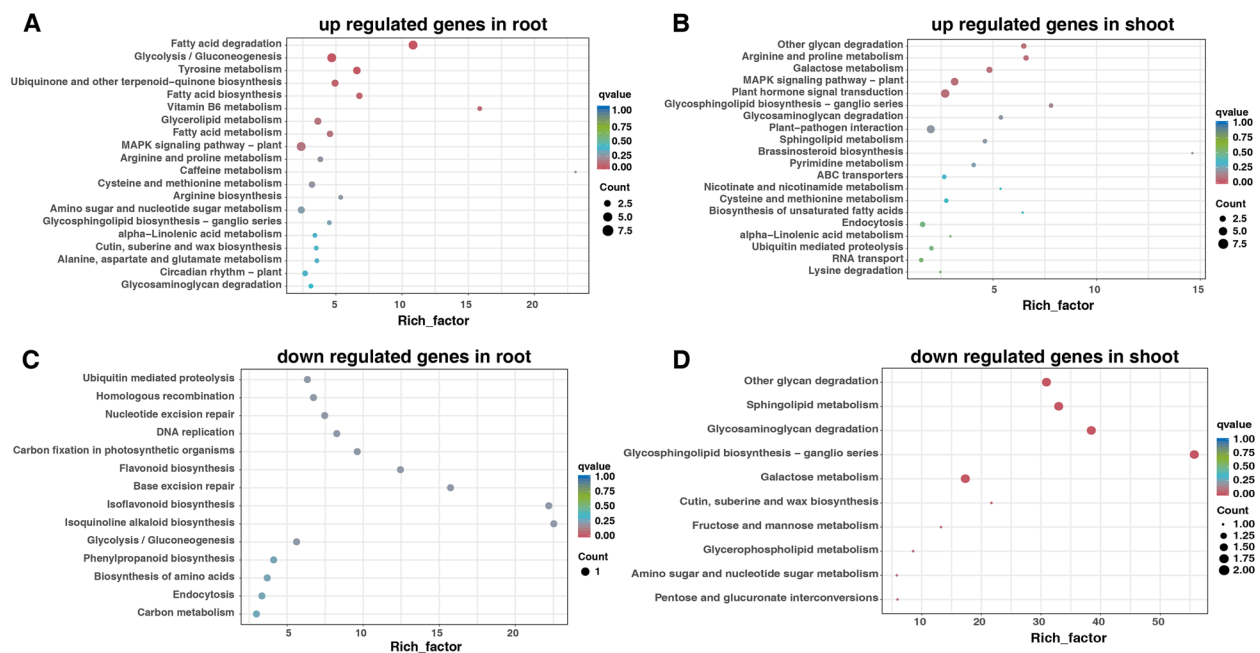 A
up regulated genes in root
Fatty acid degradation
Glycolysis / Gluconeogenesis
Tyrosine metabolism
Ubiquinone and other terpenoid−quinone biosynthesis
Fatty acid biosynthesis
Vitamin B6 metabolism
Glycerolipid metabolism
Fatty acid metabolism
MAPK signaling pathway − plant
Arginine and proline metabolism
Caffeine metabolism
Cysteine and methionine metabolism
Arginine biosynthesis
Amino sugar and nucleotide sugar metabolism
Glycosphingolipid biosynthesis − ganglio series
alpha−Linolenic acid metabolism
Cutin, suberine and wax biosynthesis
Alanine, aspartate and glutamate metabolism
Circadian rhythm − plant
Glycosaminoglycan degradation
5 10 15 20
Rich_factor
qvalue
1.00
0.75
0.50
0.25
0.00
Count
2.5
5.0
7.5
B
up regulated genes in shoot
Other glycan degradation
Arginine and proline metabolism
Galactose metabolism
MAPK signaling pathway − plant
Plant hormone signal transduction
Glycosphingolipid biosynthesis − ganglio series
Glycosaminoglycan degradation
Plant−pathogen interaction
Sphingolipid metabolism
Brassinosteroid biosynthesis
Pyrimidine metabolism
ABC transporters
Nicotinate and nicotinamide metabolism
Cysteine and methionine metabolism
Biosynthesis of unsaturated fatty acids
Endocytosis
alpha−Linolenic acid metabolism
Ubiquitin mediated proteolysis
RNA transport
Lysine degradation
5 10 15
Rich_factor
qvalue
1.00
0.75
0.50
0.25
0.00
Count
2.5
5.0
7.5
C
down regulated genes in root
Ubiquitin mediated proteolysis
Homologous recombination
Nucleotide excision repair
DNA replication
Carbon fixation in photosynthetic organisms
Flavonoid biosynthesis
Base excision repair
Isoflavonoid biosynthesis
Isoquinoline alkaloid biosynthesis
Glycolysis / Gluconeogenesis
Phenylpropanoid biosynthesis
Biosynthesis of amino acids
Endocytosis
Carbon metabolism
5 10 15 20
Rich_factor
qvalue
1.00
0.75
0.50
0.25
0.00
Count
1
D
down regulated genes in shoot
Other glycan degradation
Sphingolipid metabolism
Glycosaminoglycan degradation
Glycosphingolipid biosynthesis − ganglio series
Galactose metabolism
Cutin, suberine and wax biosynthesis
Fructose and mannose metabolism
Glycerophospholipid metabolism
Amino sugar and nucleotide sugar metabolism
Pentose and glucuronate interconversions
10 20 30 40 50
Rich_factor
qvalue
1.00
0.75
0.50
0.25
0.00
Count
1.00
1.25
1.50
1.75
2.00